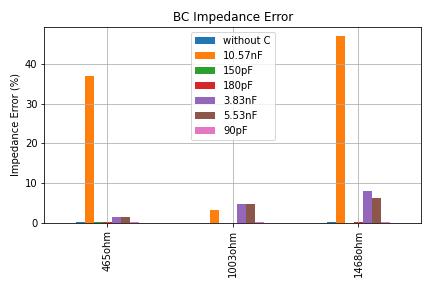 BC Impedance Error
Impedance Error (%)
40
30
20
10
0
without C
10.57nF
150pF
180pF
3.83nF
5.53nF
90pF
465ohm
1003ohm
1468ohm